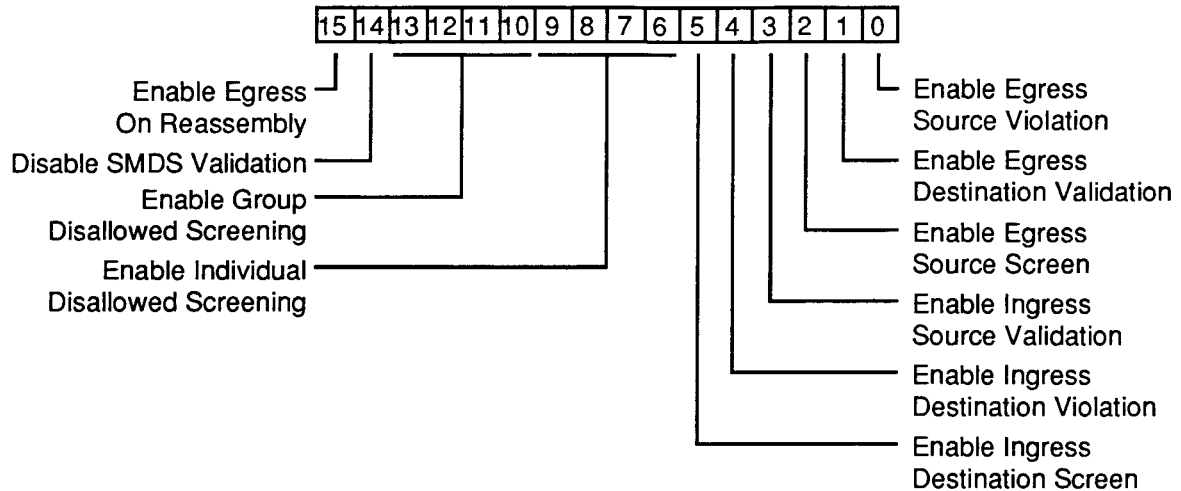 15 14 13 12 11 10 9 8 7 6 5 4 3 2 1 0
Enable Egress
On Reassembly
Disable SMDS Validation
Enable Group
Disallowed Screening
Enable Individual
Disallowed Screening
Enable Egress
Source Violation
Enable Egress
Destination Validation
Enable Egress
Source Screen
Enable Ingress
Source Validation
Enable Ingress
Destination Violation
Enable Ingress
Destination Screen